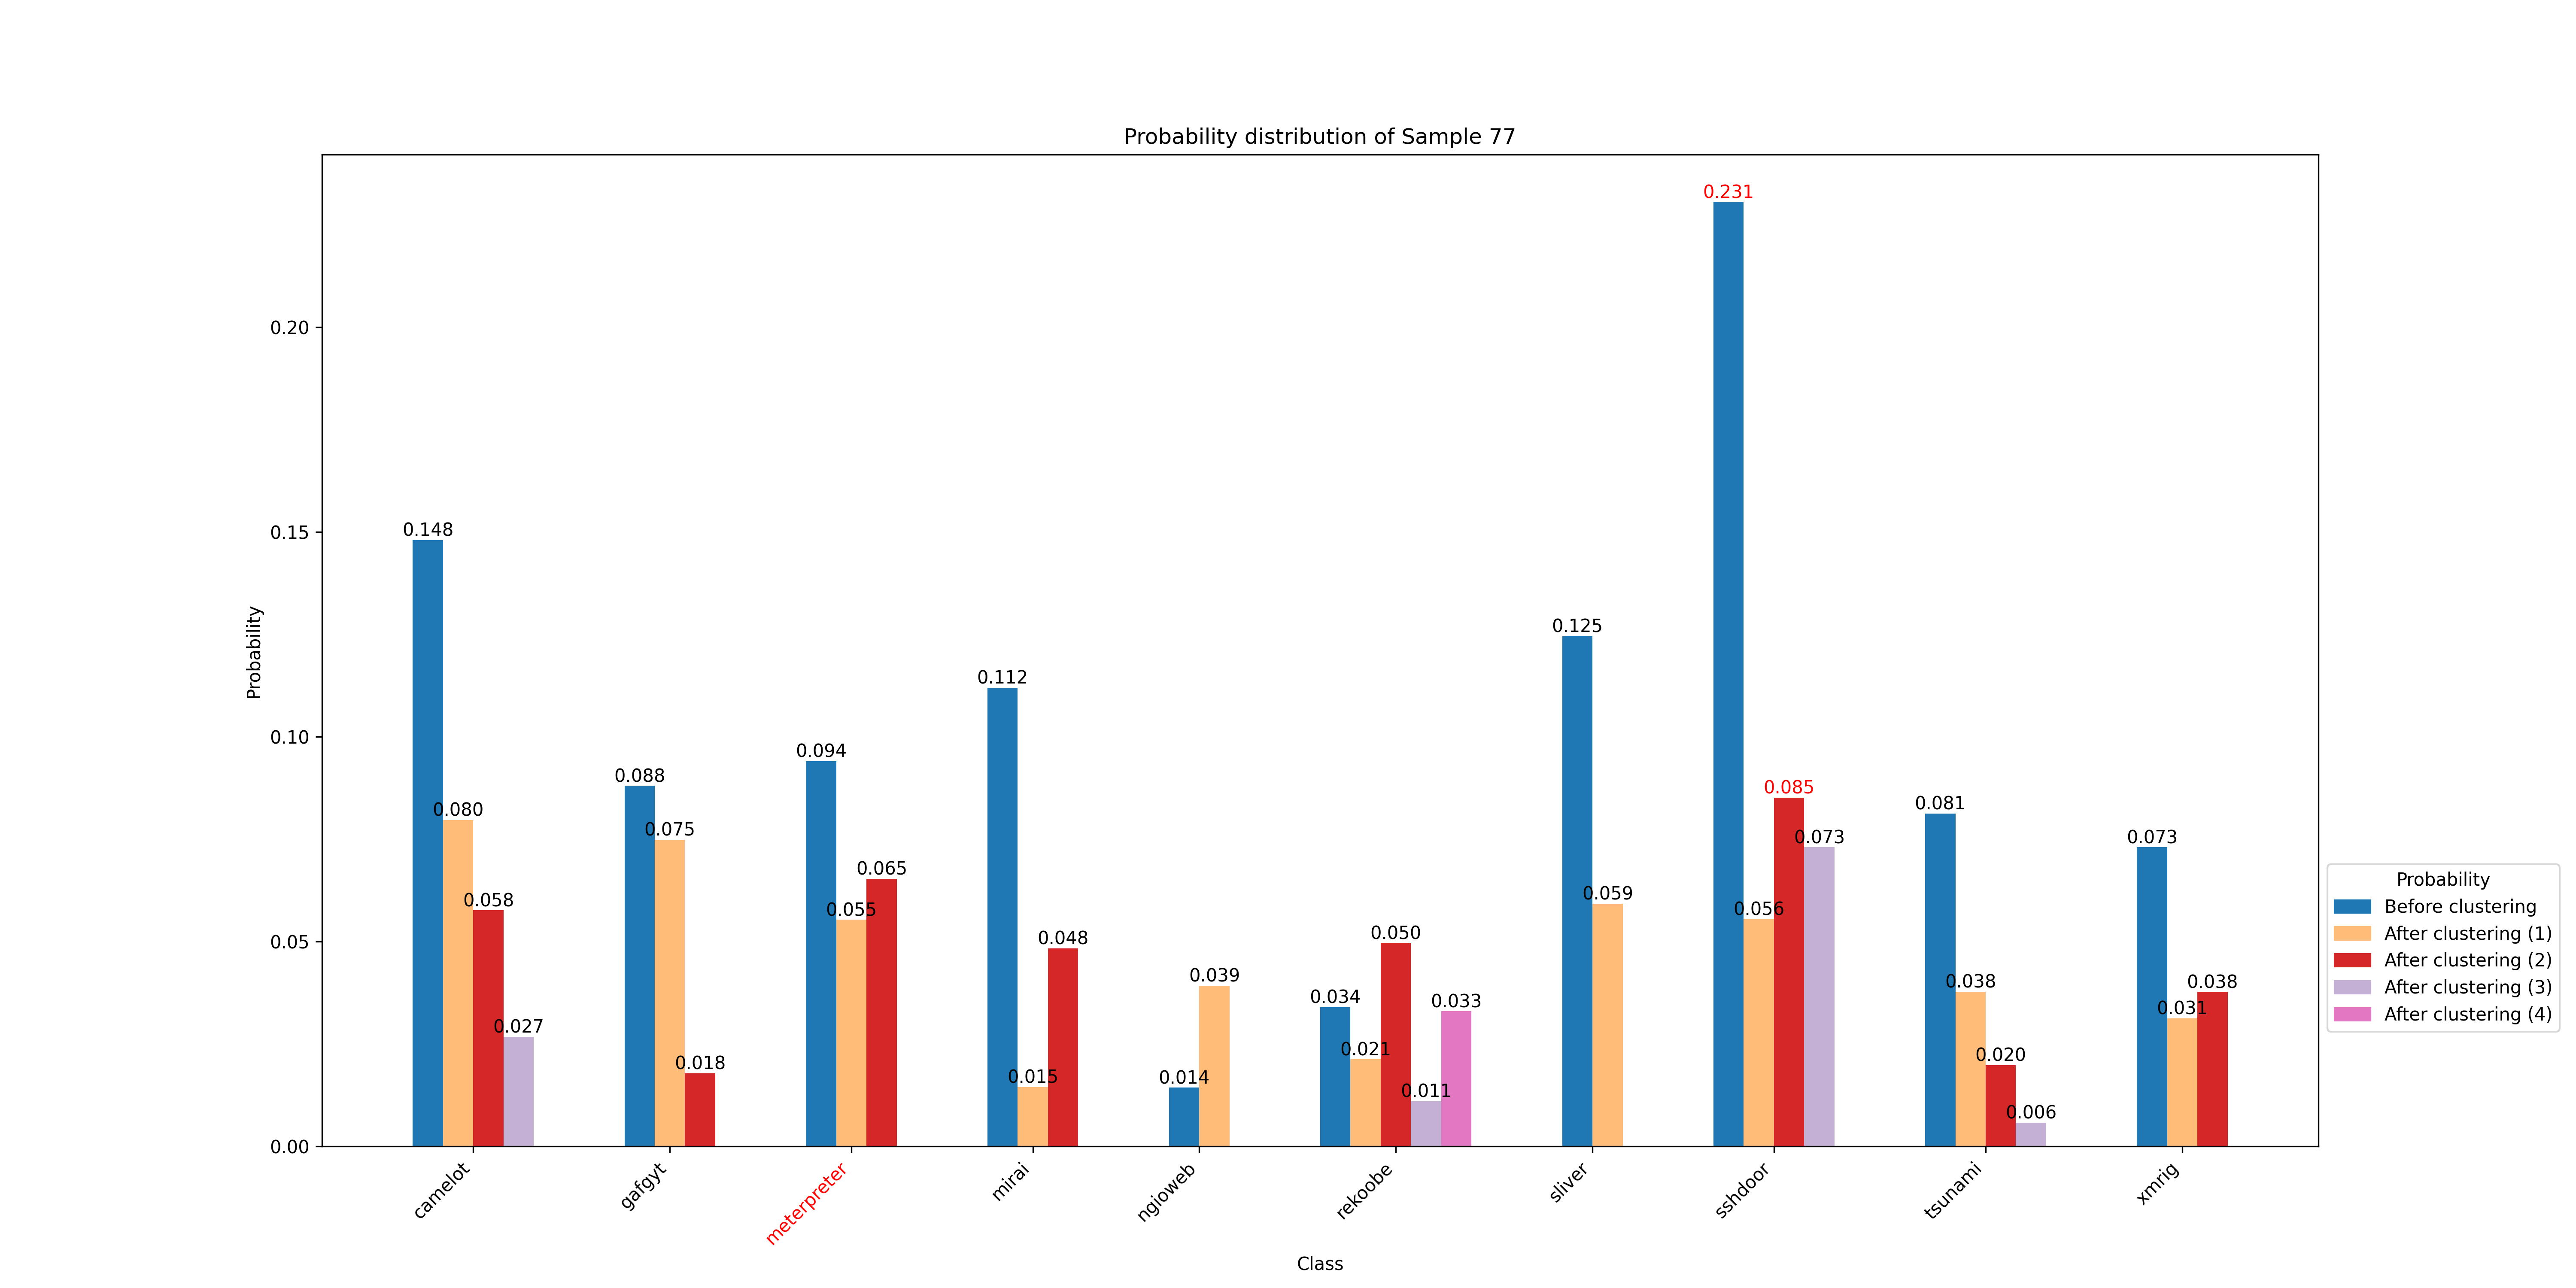 Probability distribution of Sample 77
Probability
0.20
0.15
0.10
0.05
0.00
0.148
0.080
0.058
0.027
0.088
0.075
0.018
0.094
0.055
0.065
0.112
0.015
0.048
0.014
0.039
0.034
0.021
0.050
0.011
0.033
0.125
0.059
0.231
0.056
0.085
0.073
0.081
0.038
0.020
0.006
0.073
0.031
0.038
camelot
gafgyt
meterpreter
mirai
ngioweb
rekoobe
sliver
sshdoor
tsunami
xmrig
Class
Probability
Before clustering
After clustering (1)
After clustering (2)
After clustering (3)
After clustering (4)